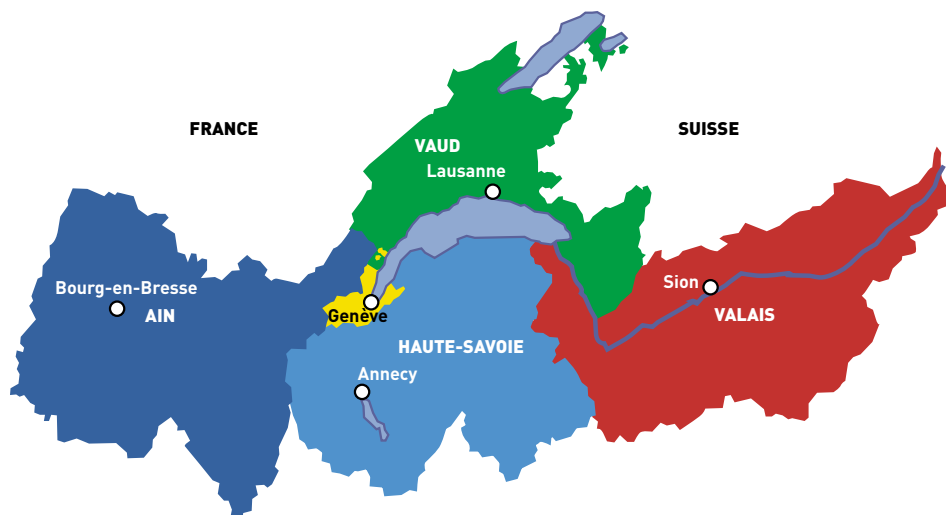 FRANCE
SUISSE
VAUD
Lausanne
Bourg-en-Bresse
AIN
Genève
Sion
VALAIS
HAUTE-SAVOIE
Annecy